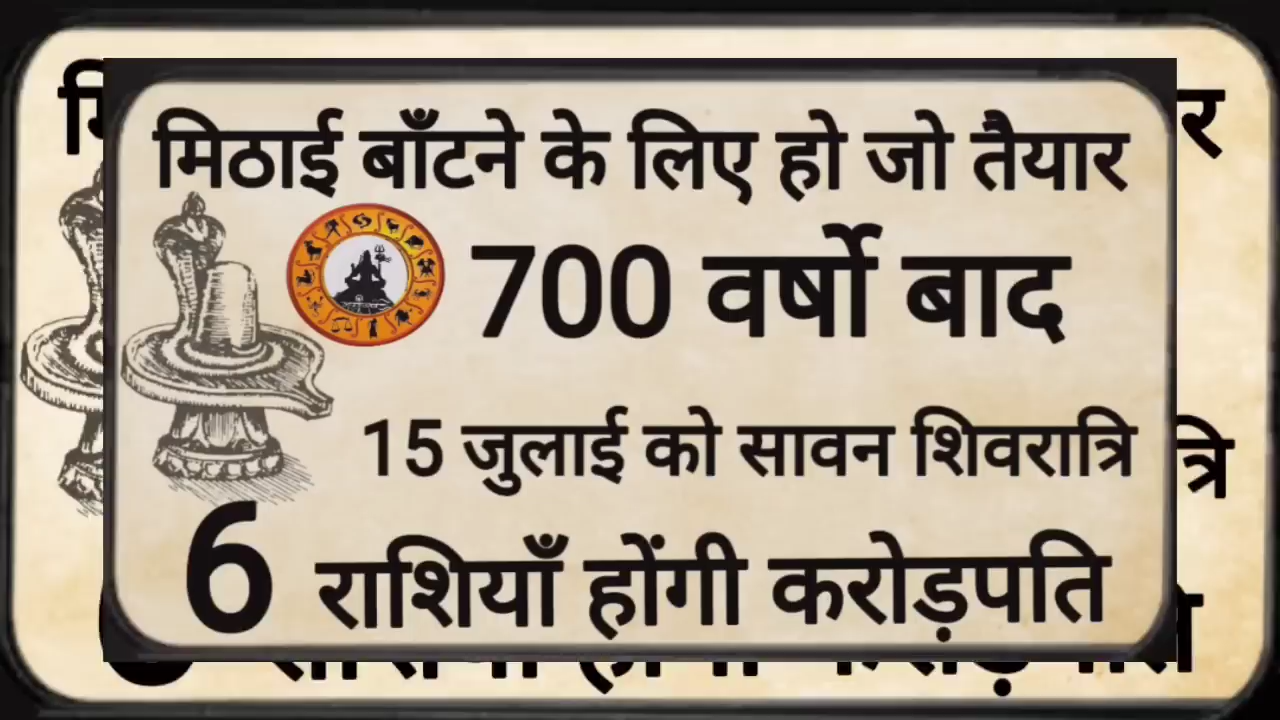 मिठाई बाँटने के लिए हो जो तैयार
700 वर्षो बाद
15 जुलाई को सावन शिवरात्रि
6 राशियाँ होंगी करोड़पति